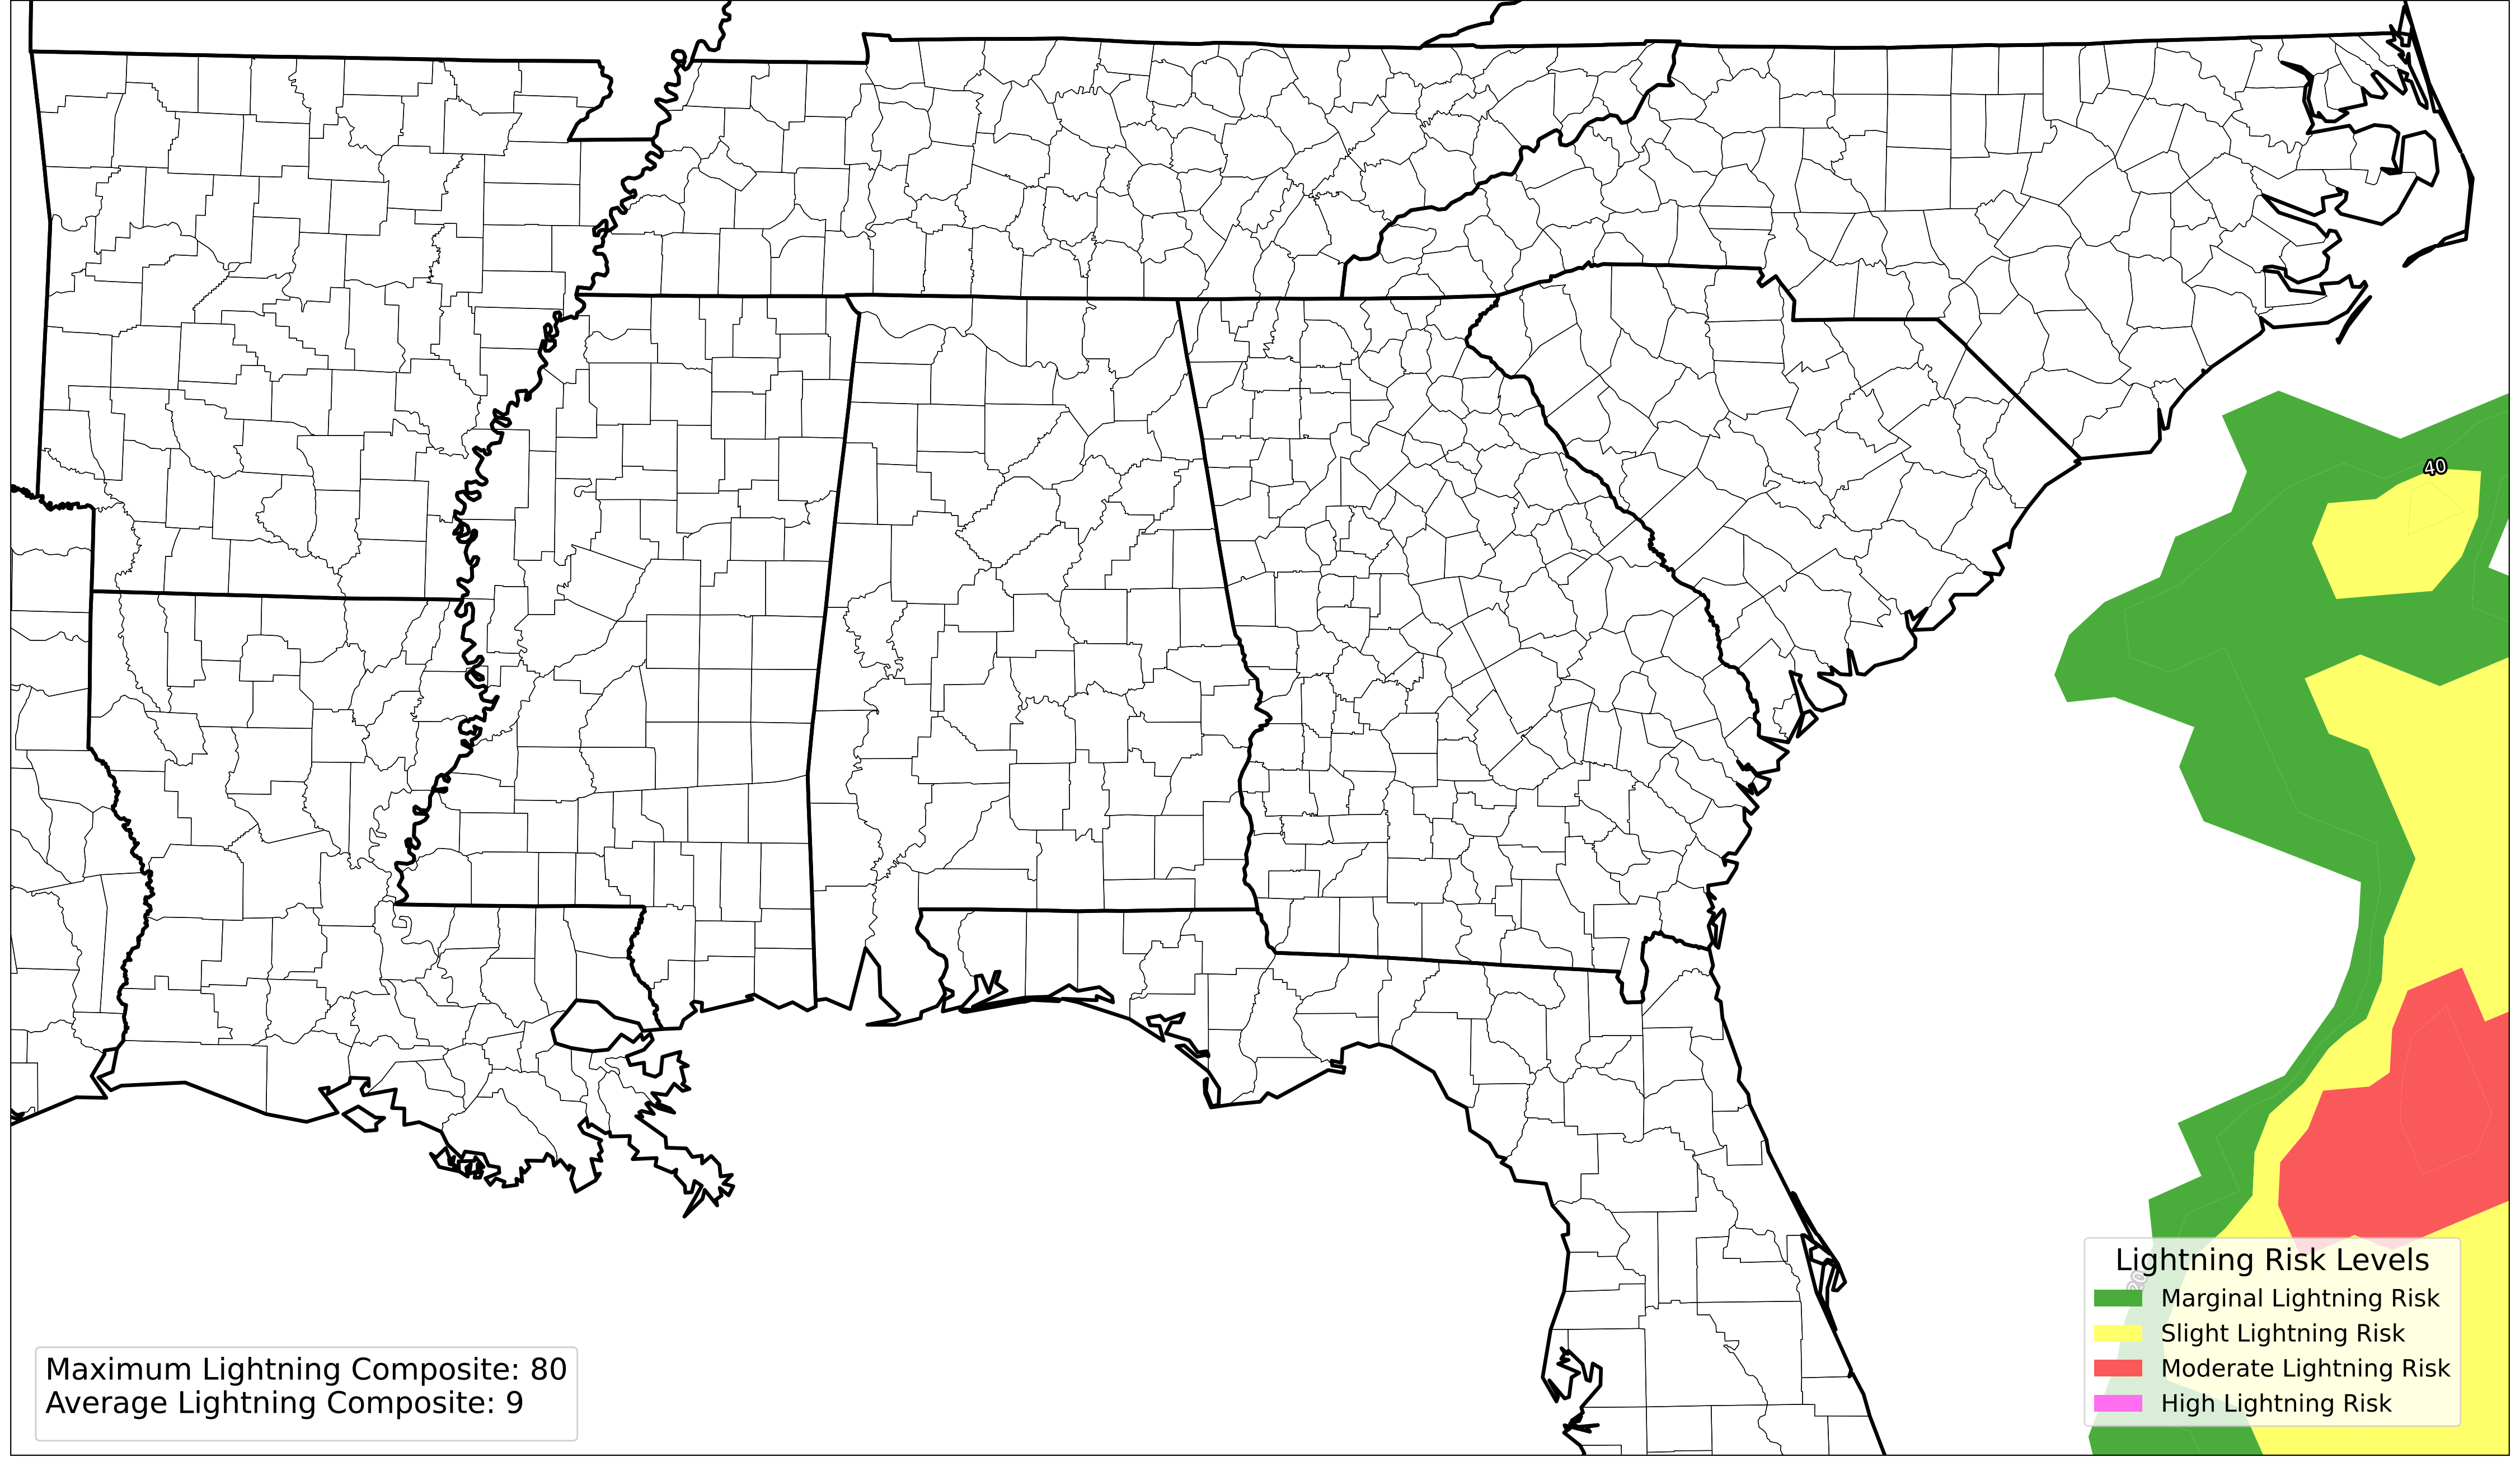 40
20
Lightning Risk Levels
Marginal Lightning Risk
Slight Lightning Risk
Moderate Lightning Risk
High Lightning Risk
Maximum Lightning Composite: 80
Average Lightning Composite: 9